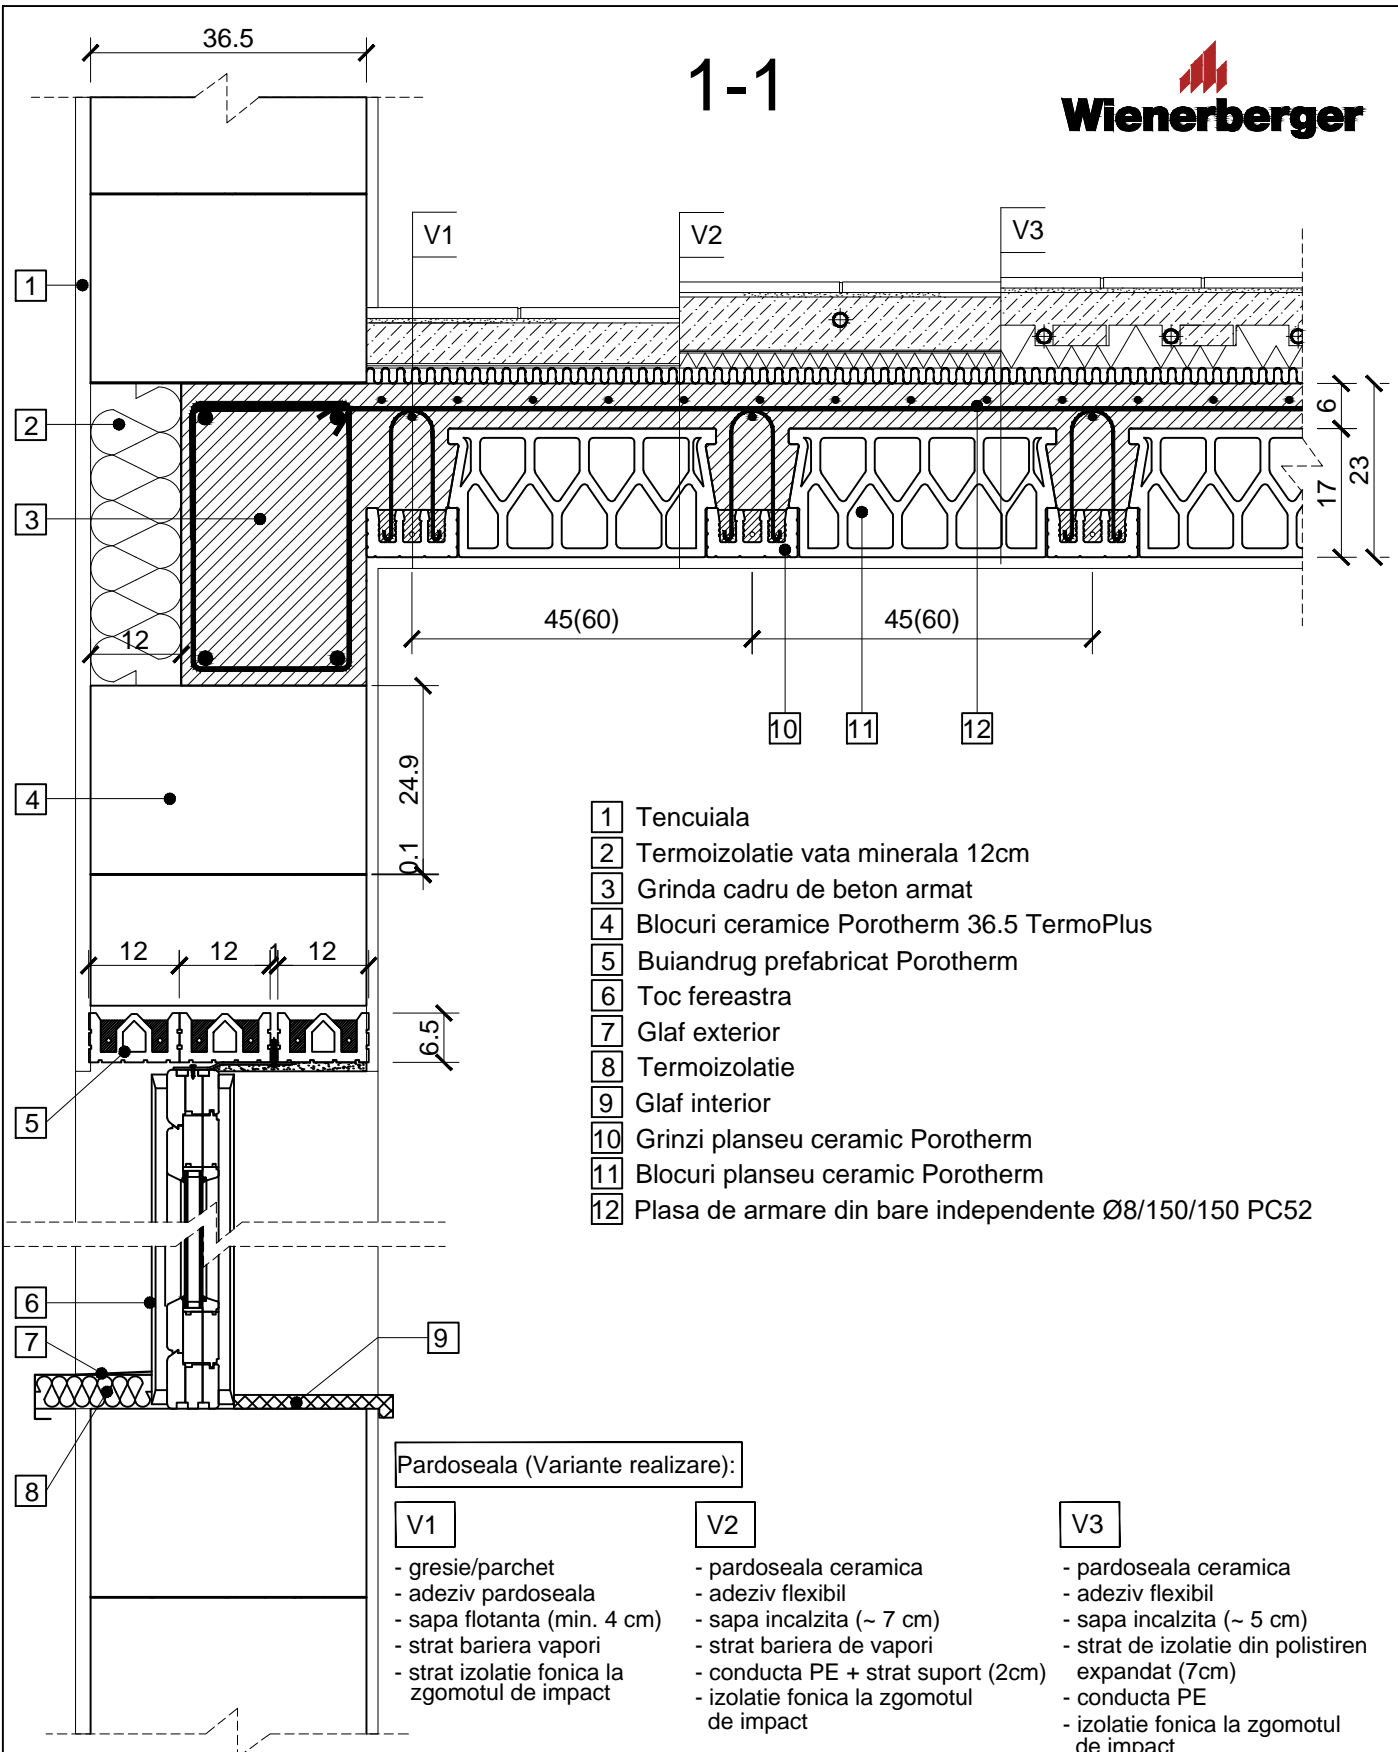 36.5
1-1
Wienerberger
V1
V2
V3
1
2
3
6
17
23
45(60)
45(60)
12
10
11
12
24.9
4
0.1
1 Tencuiala
2 Termoizolatie vata minerala 12cm
3 Grinda cadru de beton armat
4 Blocuri ceramice Porotherm 36.5 TermoPlus
5 Buiandrug prefabricat Porotherm
6 Toc fereastra
7 Glaf exterior
8 Termoizolatie
9 Glaf interior
10 Grinzi planseu ceramic Porotherm
11 Blocuri planseu ceramic Porotherm
12 Plasa de armare din bare independente Ø8/150/150 PC52
12
12
1
12
6.5
5
6
7
9
8
Pardoseala (Variante realizare):
V1
- gresie/parchet
- adeziv pardoseala
- sapa flotanta (min. 4 cm)
- strat bariera vapori
- strat izolatie fonica la
zgomotul de impact
V2
- pardoseala ceramica
- adeziv flexibil
- sapa incalzita (~ 7 cm)
- strat bariera de vapori
- conducta PE + strat suport (2cm)
- izolatie fonica la zgomotul
de impact
V3
- pardoseala ceramica
- adeziv flexibil
- sapa incalzita (~ 5 cm)
- strat de izolatie din polistiren
expandat (7cm)
- conducta PE
- izolatie fonica la zgomotul
de impact